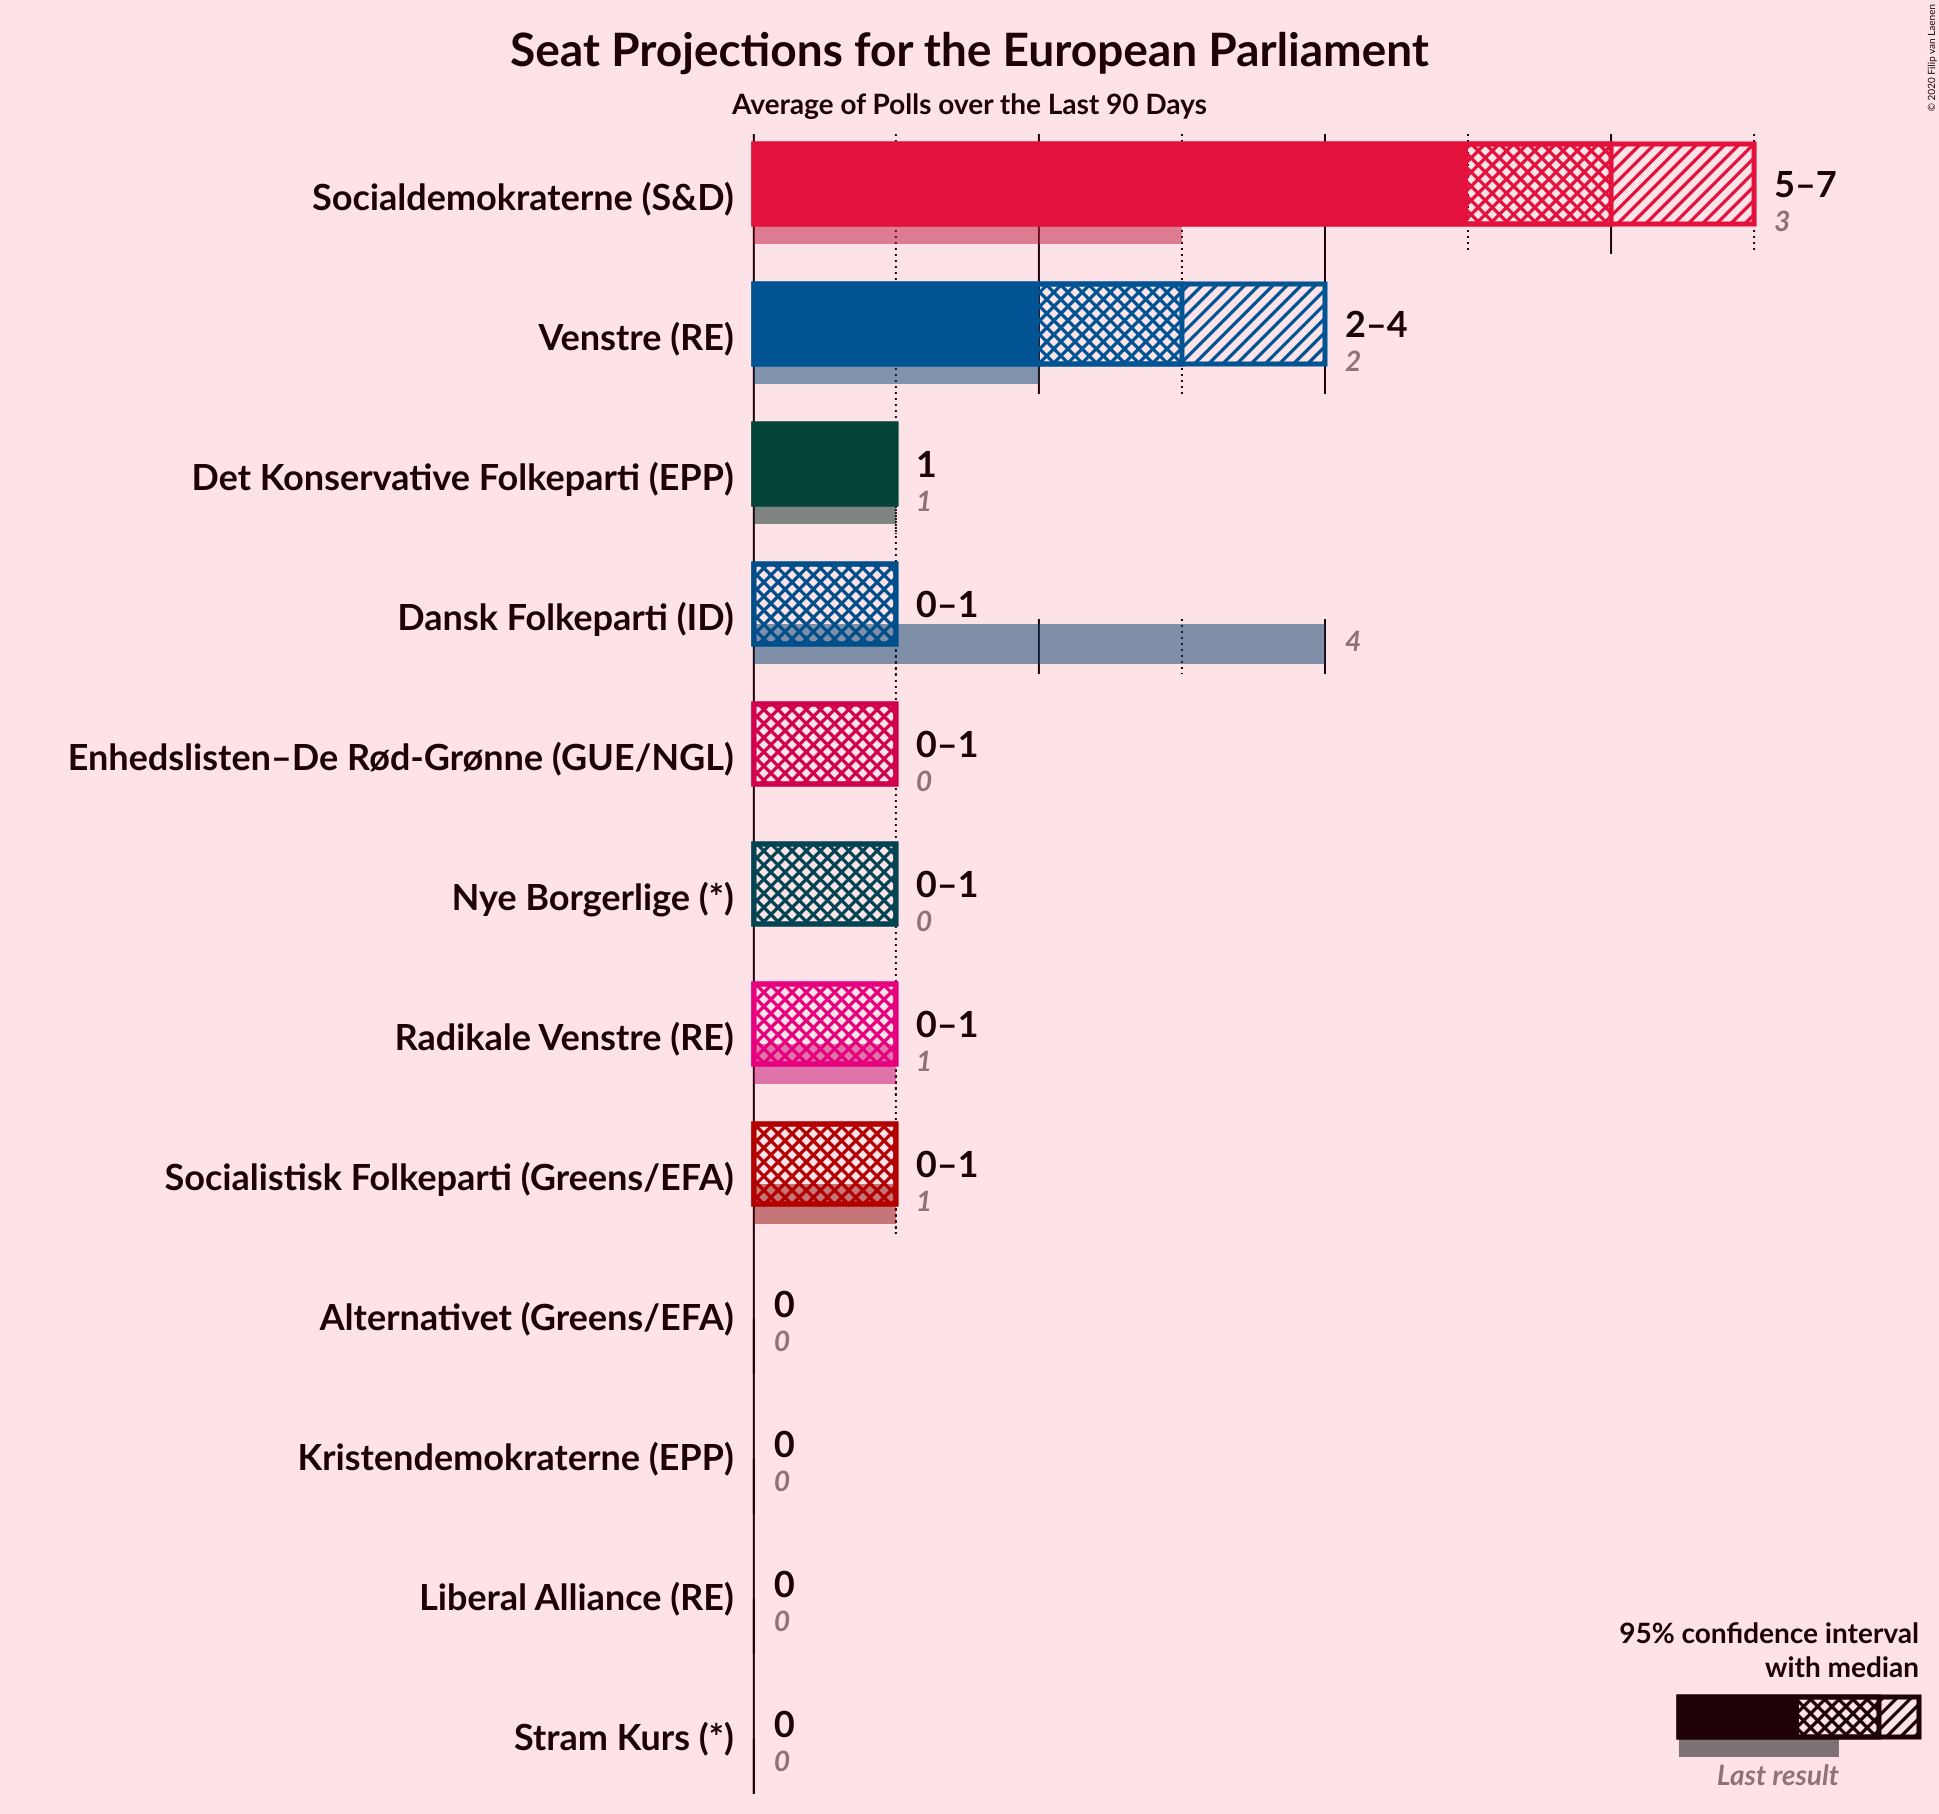 Seat Projections for the European Parliament
Average of Polls over the Last 90 Days
© 2020 Filip van Laenen
Socialdemokraterne (S&D)
5–7
3
Venstre (RE)
2–4
2
Det Konservative Folkeparti (EPP)
1
1
Dansk Folkeparti (ID)
0–1
4
Enhedslisten–De Rød-Grønne (GUE/NGL)
0–1
0
Nye Borgerlige (*)
0–1
0
Radikale Venstre (RE)
0–1
1
Socialistisk Folkeparti (Greens/EFA)
0–1
1
Alternativet (Greens/EFA)
0
0
Kristendemokraterne (EPP)
0
0
Liberal Alliance (RE)
0
0
Stram Kurs (*)
0
0
95% confidence interval
with median
Last result